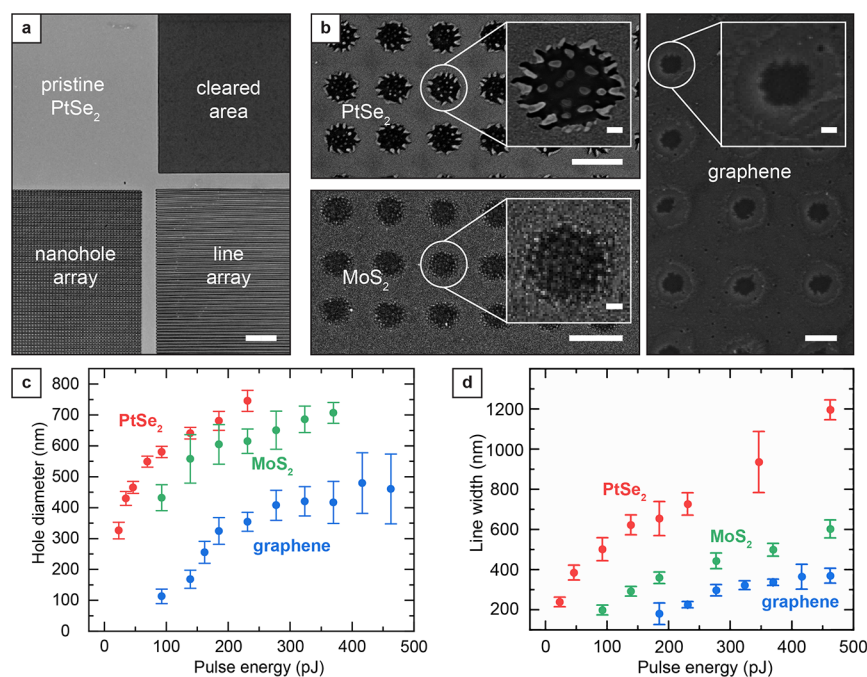 a
pristine
PtSe2
cleared
area
nanohole
array
line
array
b
PtSe2
MoS2
graphene
c
Hole diameter (nm)
800
700
600
500
400
300
200
100
0
PtSe2
MoS2
graphene
0 100 200 300 400 500
Pulse energy (pJ)
d
Line width (nm)
1200
1000
800
600
400
200
PtSe2
MoS2
graphene
0 100 200 300 400 500
Pulse energy (pJ)